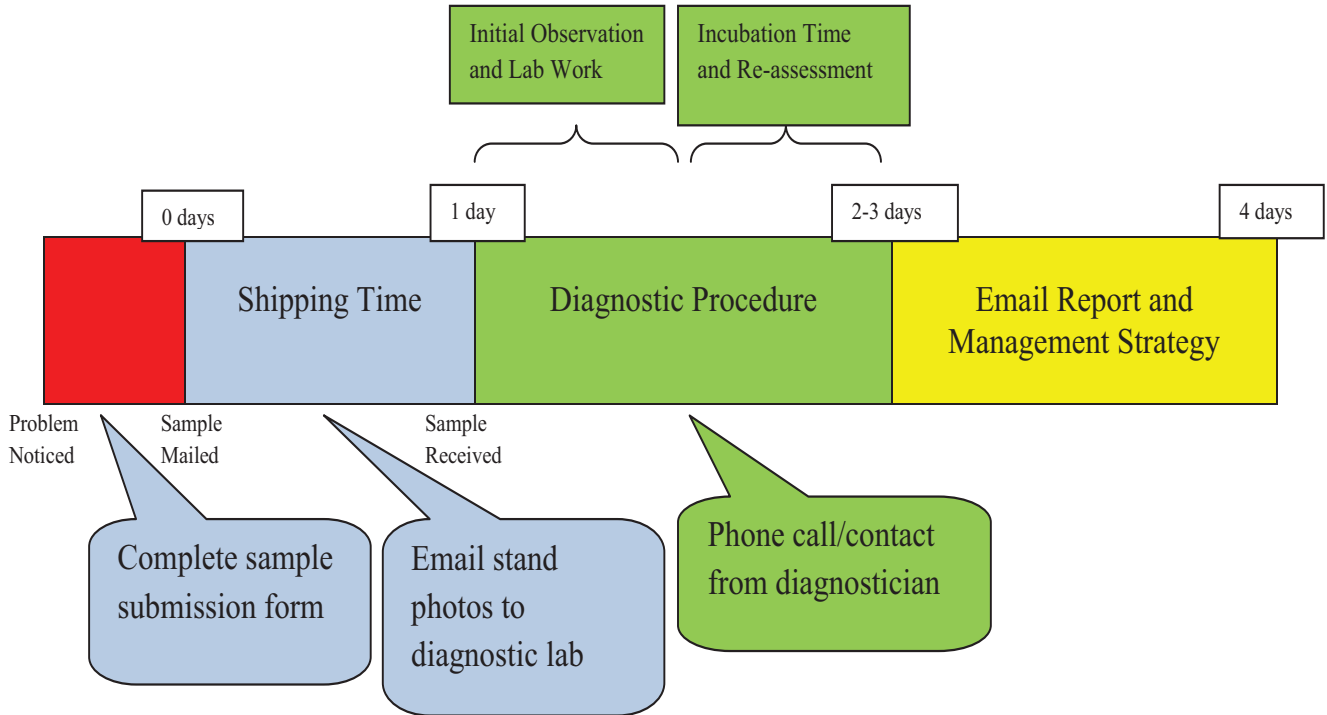 Initial Observation
and Lab Work
Incubation Time
and Re-assessment
0 days
1 day
2-3 days
4 days
Shipping Time
Diagnostic Procedure
Email Report and
Management Strategy
Problem
Noticed
Sample
Mailed
Sample
Received
Complete sample
submission form
Email stand
photos to
diagnostic lab
Phone call/contact
from diagnostician